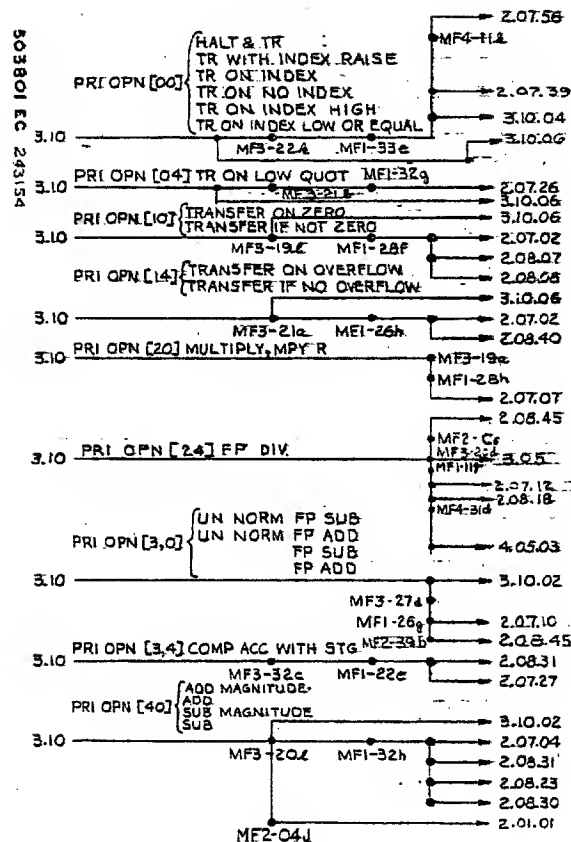 503801 EC 243154
2.07.56
HALT & TR
MF4-11l
TR WITH INDEX RAISE
PRI OPN [00]
TR ON INDEX
TR ON NO INDEX
2.07.39
TR ON INDEX HIGH
3.10.04
TR ON INDEX LOW OR EQUAL
3.10
MF3-22l
MF1-33e
3.10.06
PRI OPN [04] TR ON LOW QUOT
MF1-32g
3.10
2.07.26
3.10.06
PRI OPN [10]
TRANSFER ON ZERO
3.10.06
TRANSFER IF NOT ZERO
3.10
2.07.02
MF3-19l
MF1-28f
2.08.07
PRI OPN [14]
TRANSFER ON OVERFLOW
2.08.08
TRANSFER IF NO OVERFLOW
3.10.06
3.10
2.07.02
MF3-21a
MF1-26h
2.08.40
PRI OPN [20] MULTIPLY, MPY R
3.10
MF3-19a
MF1-28h
2.07.07
2.08.45
PRI OPN [24] FP DIV.
3.10
3.05
2.07.12
2.08.18
MF4-31d
4.05.03
PRI OPN [3,0]
UN NORM FP SUB
UN NORM FP ADD
FP SUB
FP ADD
3.10
3.10.02
MF3-27d
MF1-26g
2.07.10
MF2-39b
2.08.45
PRI OPN [3,4] COMP ACC WITH STG
3.10
2.08.31
MF3-32c
MF1-22e
2.07.27
PRI OPN [40]
ADD MAGNITUDE
ADD
SUB MAGNITUDE
SUB
3.10.02
3.10
2.07.04
MF3-20l
MF1-32h
2.08.31
2.08.23
2.08.30
2.01.01
MF2-04d